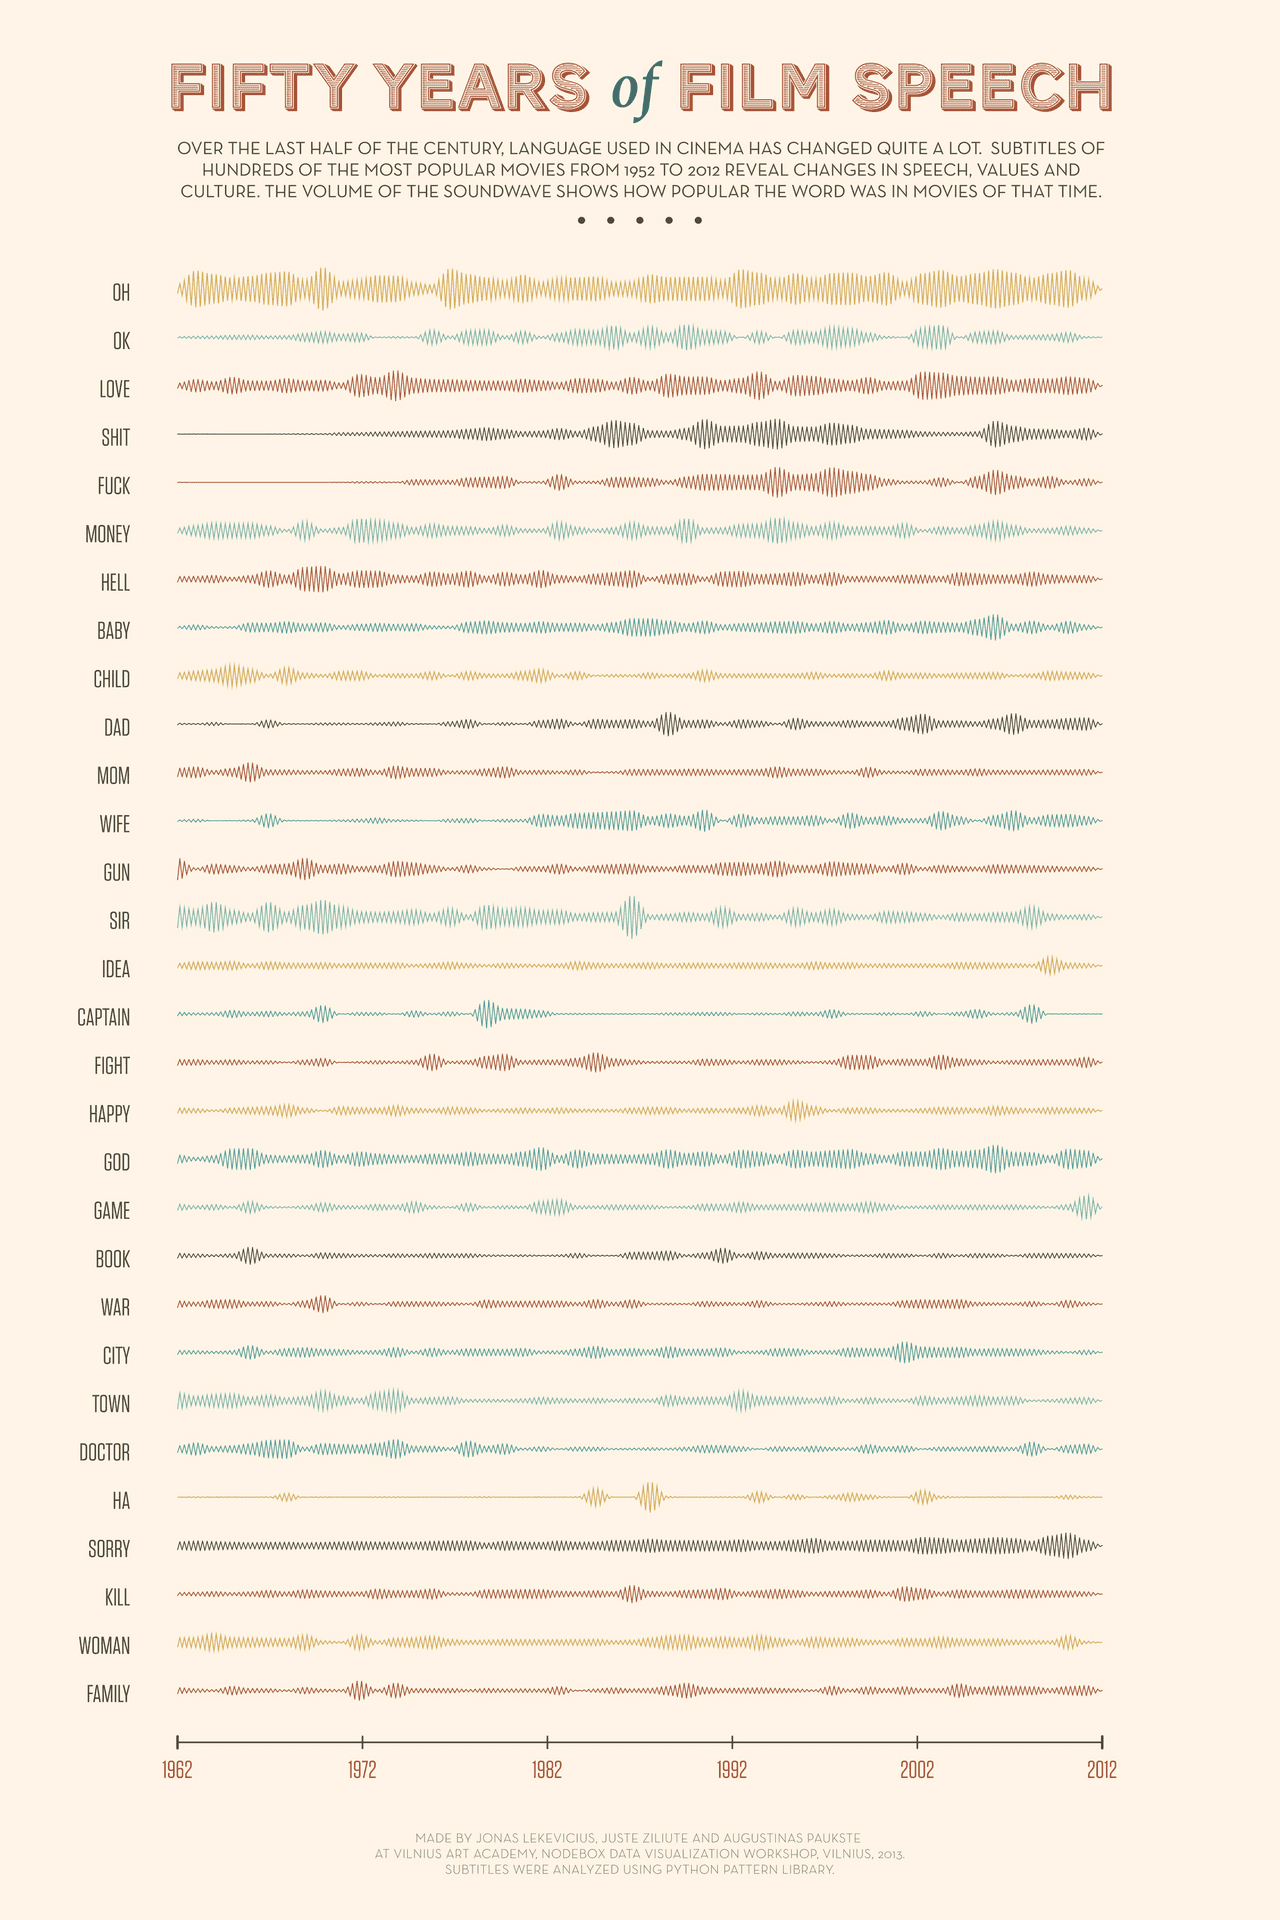 FIFTY YEARS of FILM SPEECH
OVER THE LAST HALF OF THE CENTURY, LANGUAGE USED IN CINEMA HAS CHANGED QUITE A LOT. SUBTITLES OF
HUNDREDS OF THE MOST POPULAR MOVIES FROM 1952 TO 2012 REVEAL CHANGES IN SPEECH, VALUES AND
CULTURE. THE VOLUME OF THE SOUNDWAVE SHOWS HOW POPULAR THE WORD WAS IN MOVIES OF THAT TIME.
OH
OK
LOVE
SHIT
FUCK
MONEY
HELL
BABY
CHILD
DAD
MOM
WIFE
GUN
SIR
IDEA
CAPTAIN
FIGHT
HAPPY
GOD
GAME
BOOK
WAR
CITY
TOWN
DOCTOR
HA
SORRY
KILL
WOMAN
FAMILY
1962 1972 1982 1992 2002 2012
MADE BY JONAS LEKEVICIUS, JUSTE ZILIUTE AND AUGUSTINAS PAUKSTE
AT VILNIUS ART ACADEMY, NODEBOX DATA VISUALIZATION WORKSHOP, VILNIUS, 2013.
SUBTITLES WERE ANALYZED USING PYTHON PATTERN LIBRARY.